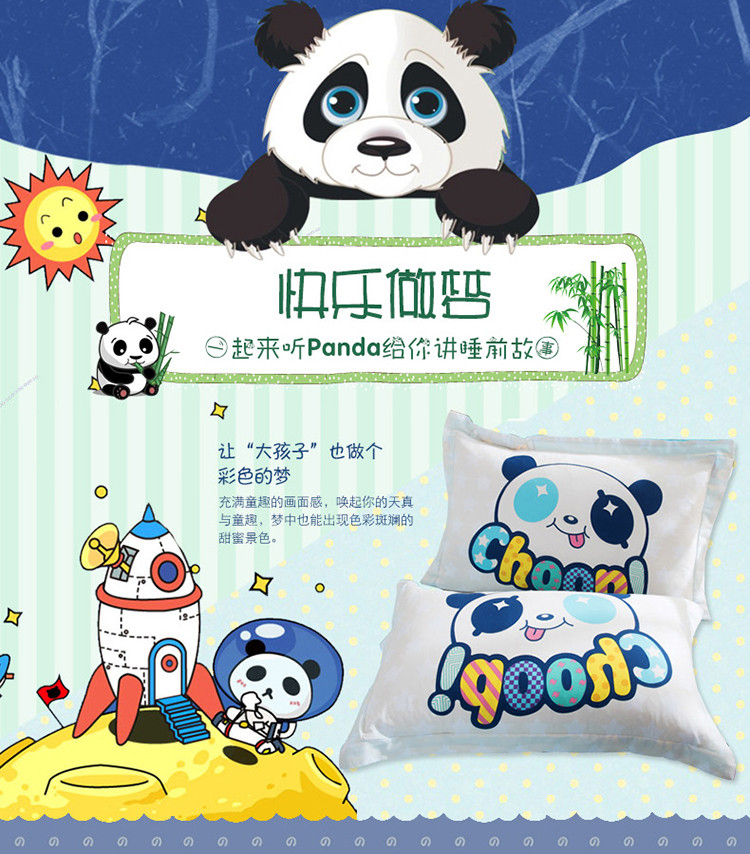 快乐做梦
一起来听Panda给你讲睡前故事
让“大孩子”也做个
彩色的梦
充满童趣的画面感，唤起你的天真
与童趣，梦中也能出现色彩斑斓的
甜蜜景色。
Choop!
Choop!